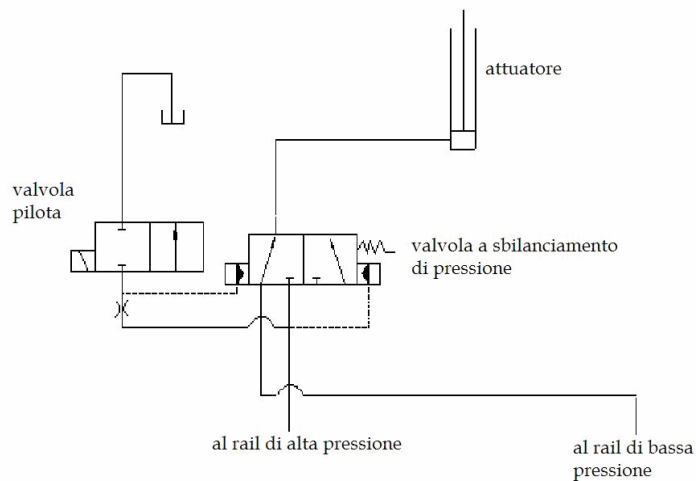 attuatore
valvola
pilota
valvola a sbilanciamento
di pressione
al rail di alta pressione
al rail di bassa
pressione